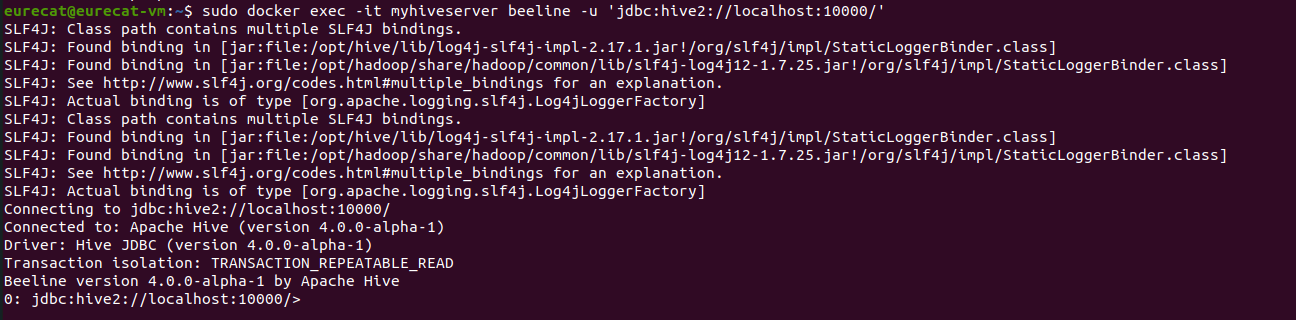 eurecat@eurecat-vm:~$ sudo docker exec -it myhiveserver beeline -u 'jdbc:hive2://localhost:10000/'
SLF4J: Class path contains multiple SLF4J bindings.
SLF4J: Found binding in [jar:file:/opt/hive/lib/log4j-slf4j-impl-2.17.1.jar!/org/slf4j/impl/StaticLoggerBinder.class]
SLF4J: Found binding in [jar:file:/opt/hadoop/share/hadoop/common/lib/slf4j-log4j12-1.7.25.jar!/org/slf4j/impl/StaticLoggerBinder.class]
SLF4J: See http://www.slf4j.org/codes.html#multiple_bindings for an explanation.
SLF4J: Actual binding is of type [org.apache.logging.slf4j.Log4jLoggerFactory]
SLF4J: Class path contains multiple SLF4J bindings.
SLF4J: Found binding in [jar:file:/opt/hive/lib/log4j-slf4j-impl-2.17.1.jar!/org/slf4j/impl/StaticLoggerBinder.class]
SLF4J: Found binding in [jar:file:/opt/hadoop/share/hadoop/common/lib/slf4j-log4j12-1.7.25.jar!/org/slf4j/impl/StaticLoggerBinder.class]
SLF4J: See http://www.slf4j.org/codes.html#multiple_bindings for an explanation.
SLF4J: Actual binding is of type [org.apache.logging.slf4j.Log4jLoggerFactory]
Connecting to jdbc:hive2://localhost:10000/
Connected to: Apache Hive (version 4.0.0-alpha-1)
Driver: Hive JDBC (version 4.0.0-alpha-1)
Transaction isolation: TRANSACTION_REPEATABLE_READ
Beeline version 4.0.0-alpha-1 by Apache Hive
0: jdbc:hive2://localhost:10000/>